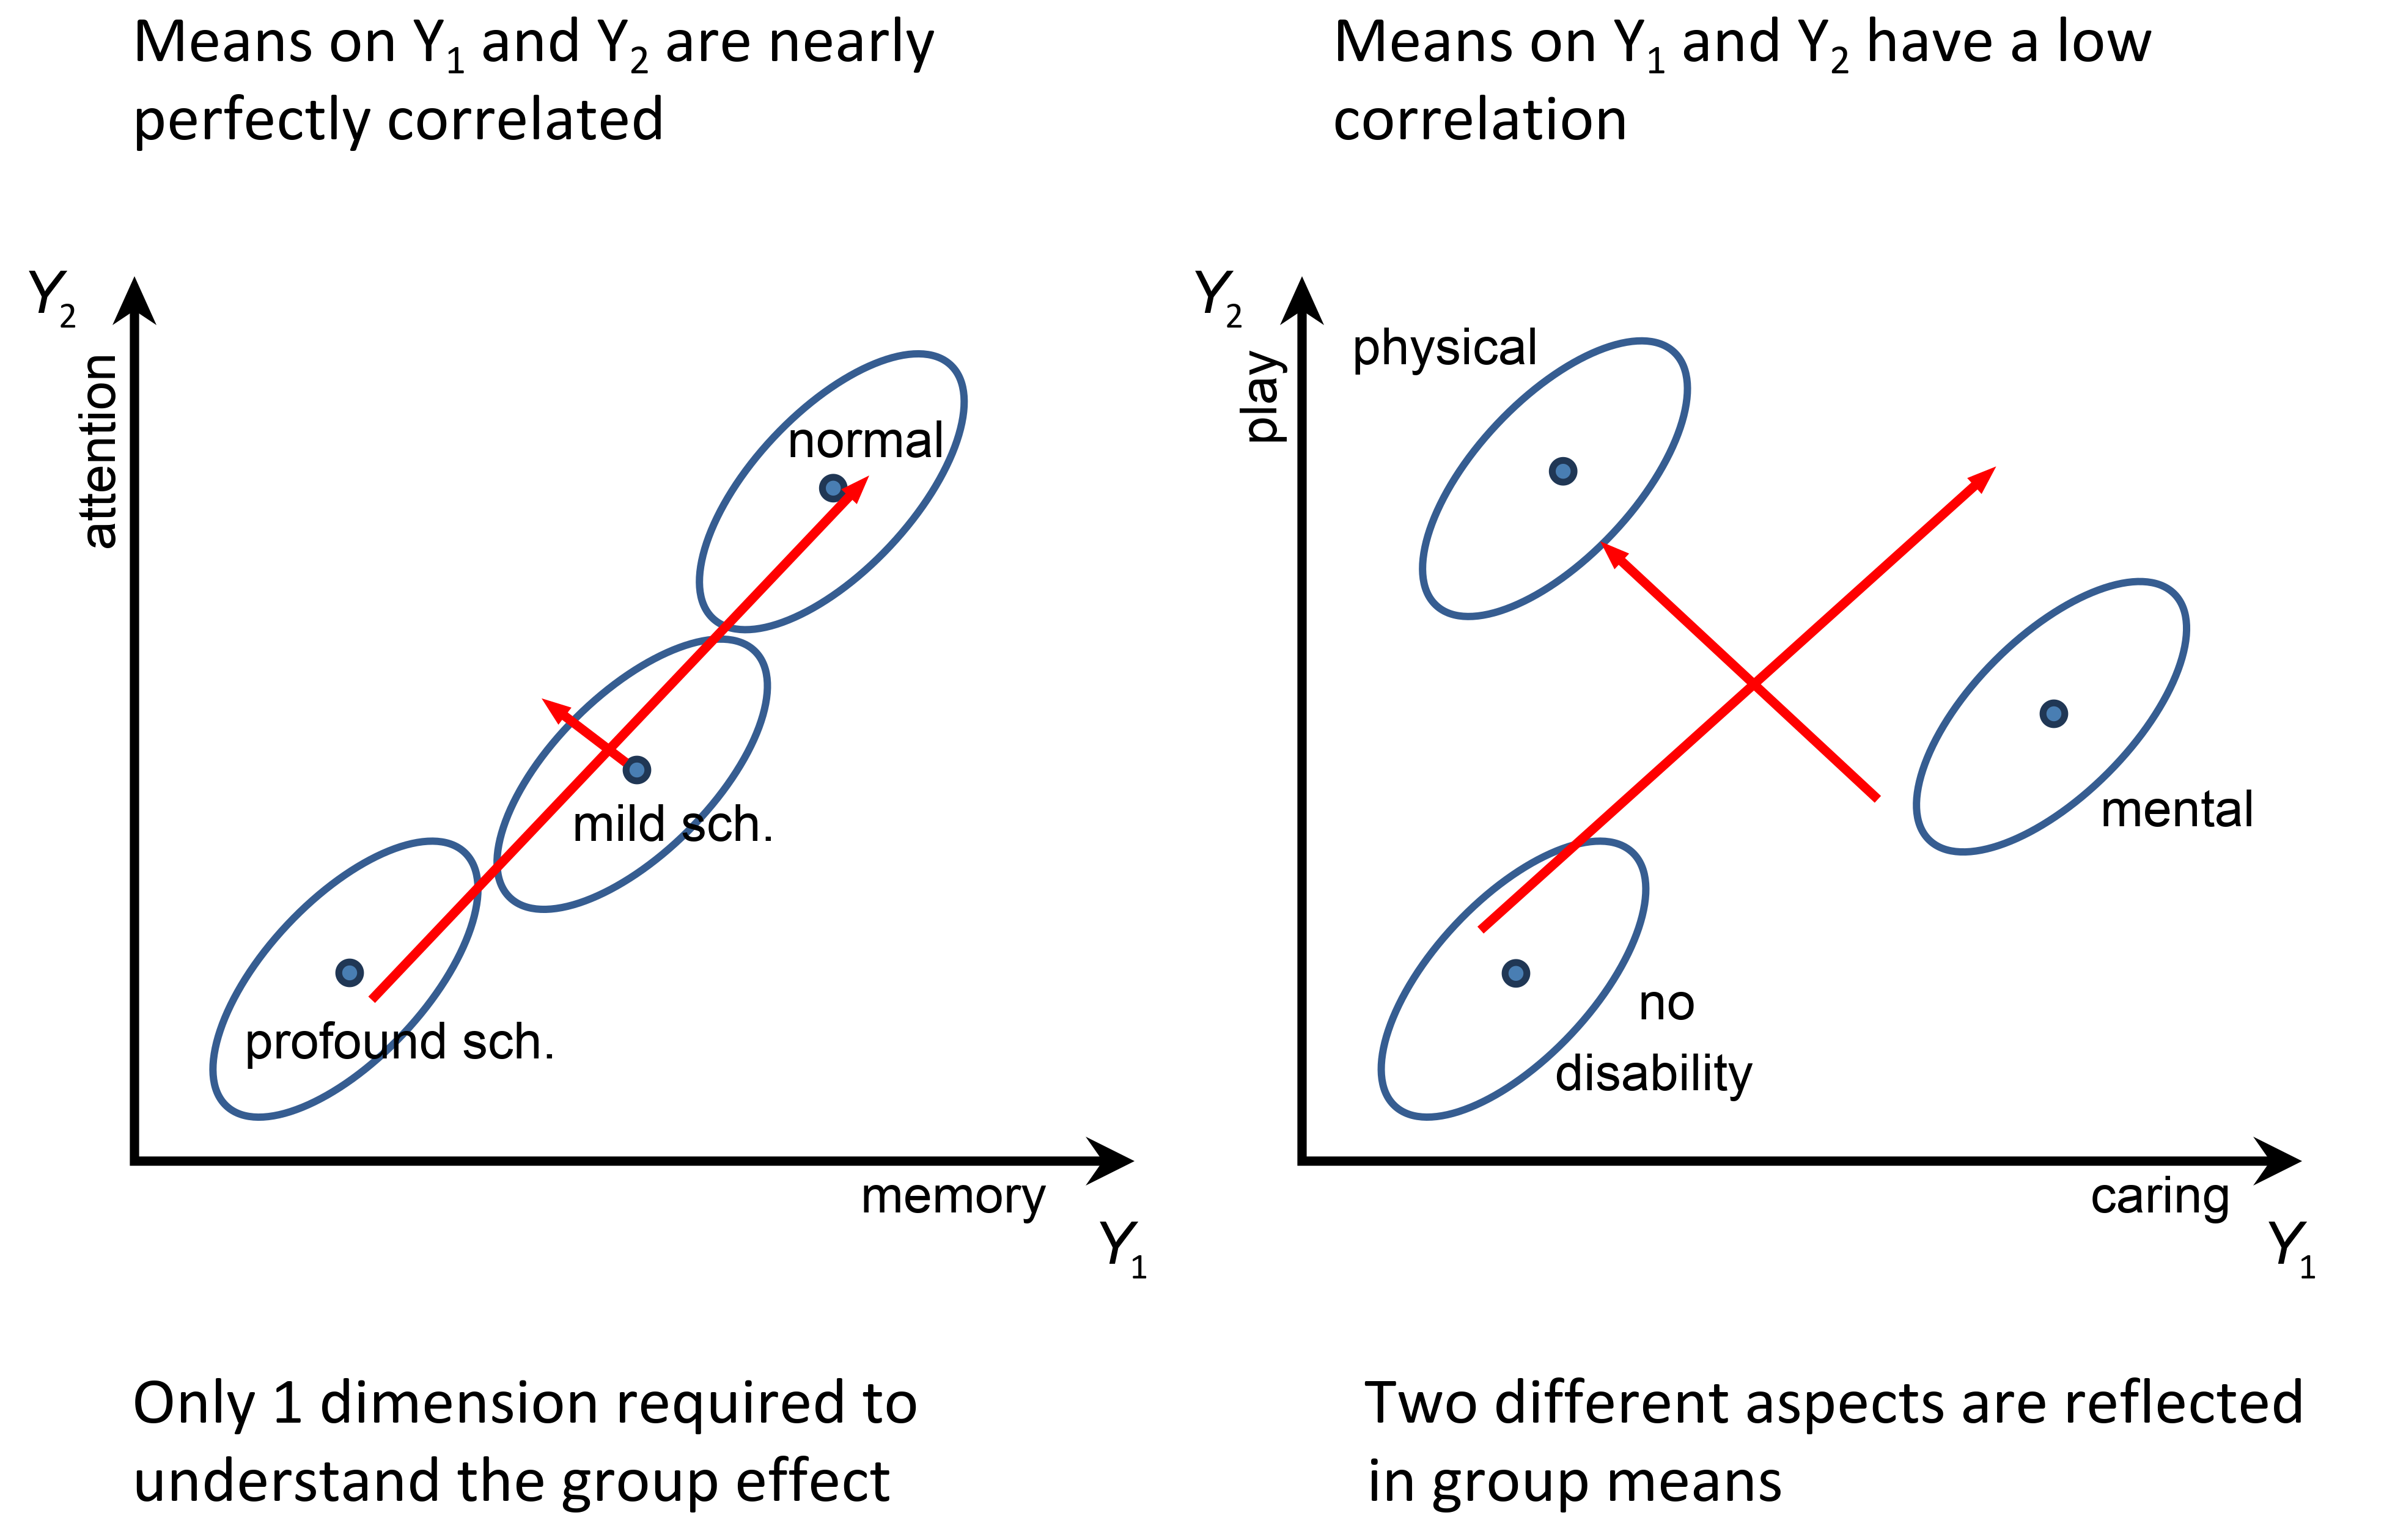 Means on Y1 and Y2 are nearly
perfectly correlated
Y2
attention
normal
mild sch.
profound sch.
memory
Y1
Only 1 dimension required to
understand the group effect
Means on Y1 and Y2 have a low
correlation
Y2
play
physical
mental
no
disability
caring
Y1
Two different aspects are reflected
in group means